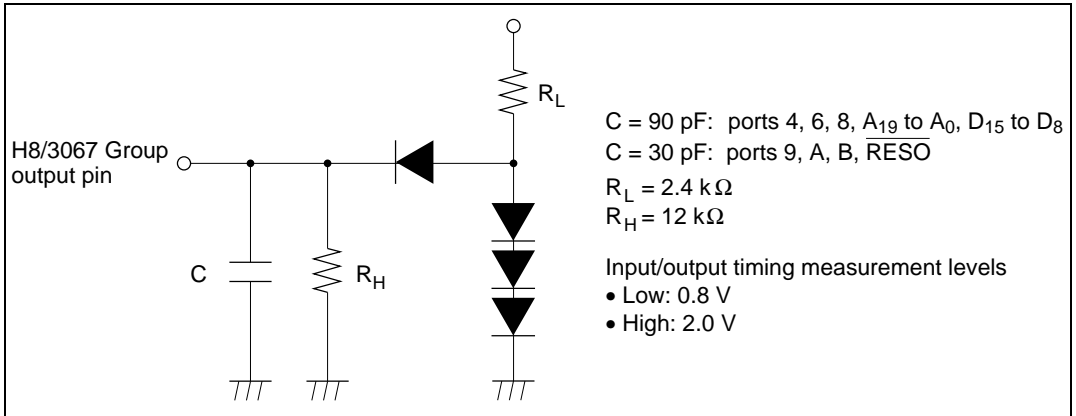 H8/3067 Group
output pin
C
R_H
R_L
C = 90 pF: ports 4, 6, 8, A₁₉ to A₀, D₁₅ to D₈
C = 30 pF: ports 9, A, B, R̅E̅S̅O̅
R_L = 2.4 kΩ
R_H = 12 kΩ
Input/output timing measurement levels
• Low: 0.8 V
• High: 2.0 V